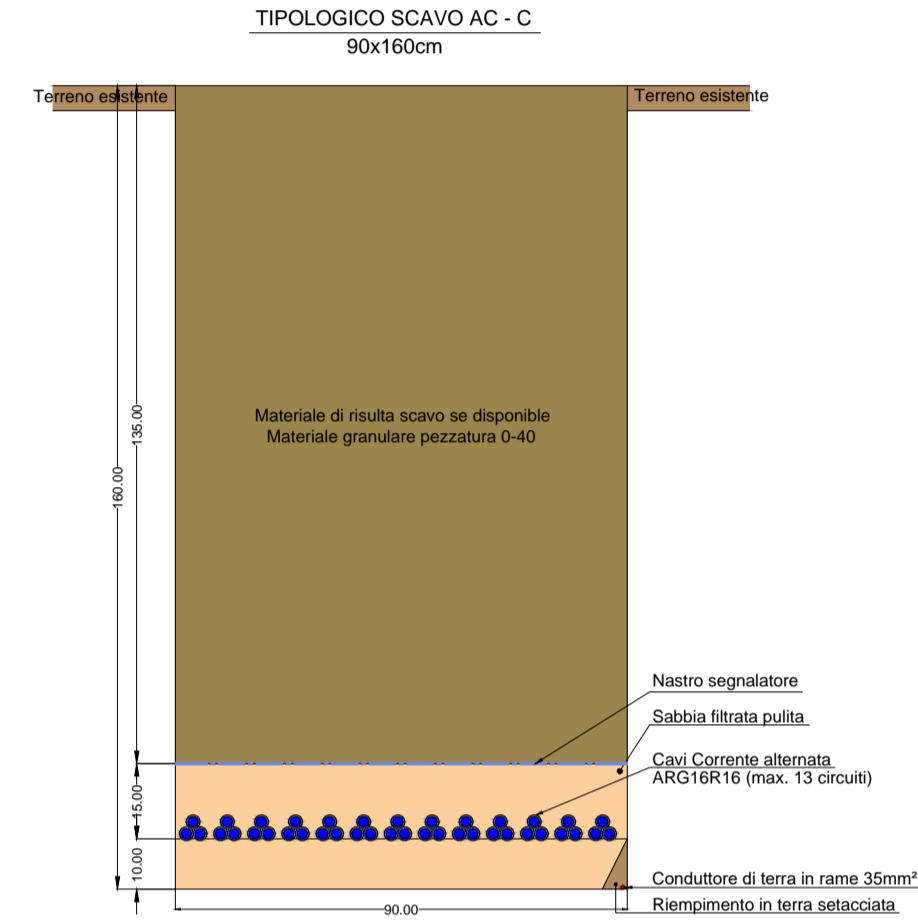 TIPOLOGICO SCAVO AC - C
90x160cm
Terreno esistente
Terreno esistente
Materiale di risulta scavo se disponible
Materiale granulare pezzatura 0-40
135.00
160.00
Nastro segnalatore
Sabbia filtrata pulita
Cavi Corrente alternata
ARG16R16 (max. 13 circuiti)
15.00
10.00
Conduttore di terra in rame 35mm²
Riempimento in terra setacciata
90.00